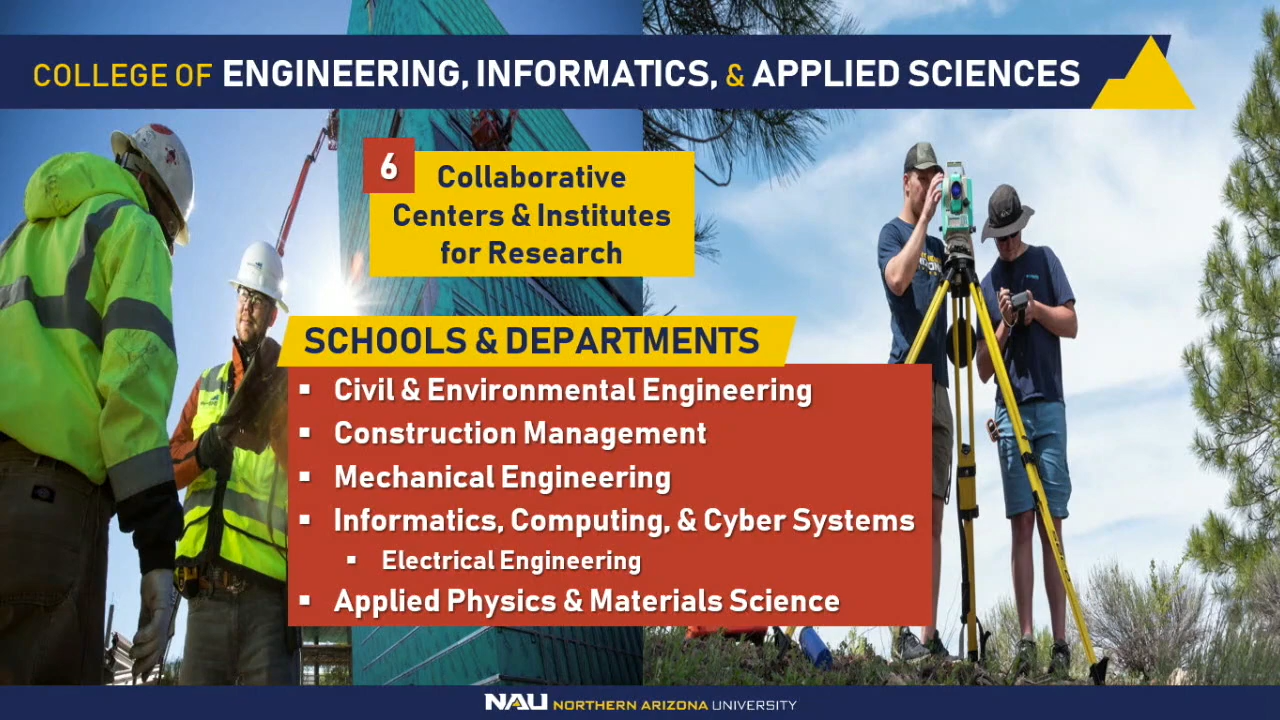 COLLEGE OF ENGINEERING, INFORMATICS, & APPLIED SCIENCES
6
Collaborative
Centers & Institutes
for Research
SCHOOLS & DEPARTMENTS
▪ Civil & Environmental Engineering
▪ Construction Management
▪ Mechanical Engineering
▪ Informatics, Computing, & Cyber Systems
▪ Electrical Engineering
▪ Applied Physics & Materials Science
NAU NORTHERN ARIZONA UNIVERSITY